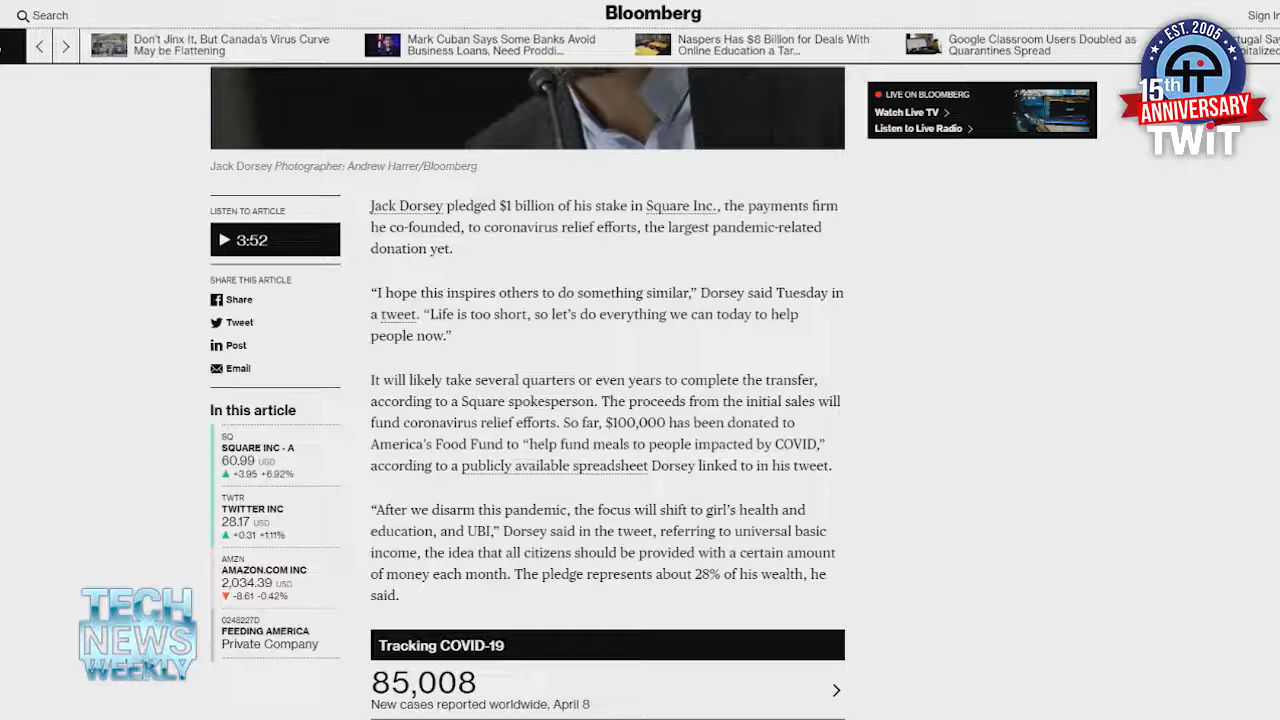 Search
Bloomberg
Sign In
Don't Jinx It, But Canada's Virus Curve
May be Flattening
Mark Cuban Says Some Banks Avoid
Business Loans, Need Proddi...
Naspers Has $8 Billion for Deals With
Online Education a Tar...
Google Classroom Users Doubled as
Quarantines Spread
EST. 2005
15th
ANNIVERSARY
TWiT
LIVE ON BLOOMBERG
Watch Live TV
Listen to Live Radio
Jack Dorsey Photographer: Andrew Harrer/Bloomberg
LISTEN TO ARTICLE
3:52
SHARE THIS ARTICLE
Share
Tweet
Post
Email
In this article
SQ
SQUARE INC - A
60.99 USD
▲ +3.95 +6.92%
TWTR
TWITTER INC
28.17 USD
▲ +0.31 +1.11%
AMZN
AMAZON.COM INC
2,034.39 USD
▼ -8.61 -0.42%
0248227D
FEEDING AMERICA
Private Company
Jack Dorsey pledged $1 billion of his stake in Square Inc., the payments firm
he co-founded, to coronavirus relief efforts, the largest pandemic-related
donation yet.
“I hope this inspires others to do something similar,” Dorsey said Tuesday in
a tweet. “Life is too short, so let’s do everything we can today to help
people now.”
It will likely take several quarters or even years to complete the transfer,
according to a Square spokesperson. The proceeds from the initial sales will
fund coronavirus relief efforts. So far, $100,000 has been donated to
America’s Food Fund to “help fund meals to people impacted by COVID,”
according to a publicly available spreadsheet Dorsey linked to in his tweet.
“After we disarm this pandemic, the focus will shift to girl’s health and
education, and UBI,” Dorsey said in the tweet, referring to universal basic
income, the idea that all citizens should be provided with a certain amount
of money each month. The pledge represents about 28% of his wealth, he
said.
Tracking COVID-19
85,008
New cases reported worldwide, April 8
TECH
NEWS
WEEKLY